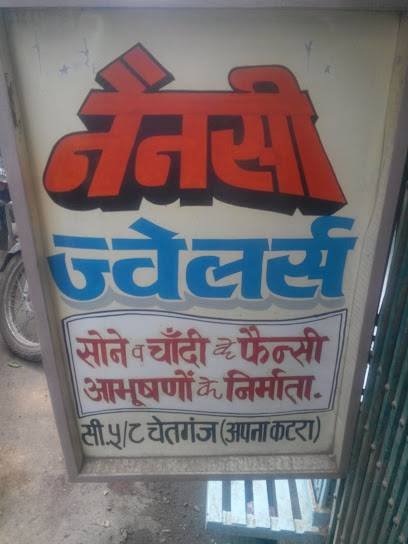 नैनसी
ज्वेलर्स
सोने व चाँदी के फैन्सी
आभूषणों के निर्माता.
सी.५/८ चेतगंज (अपना कटरा)